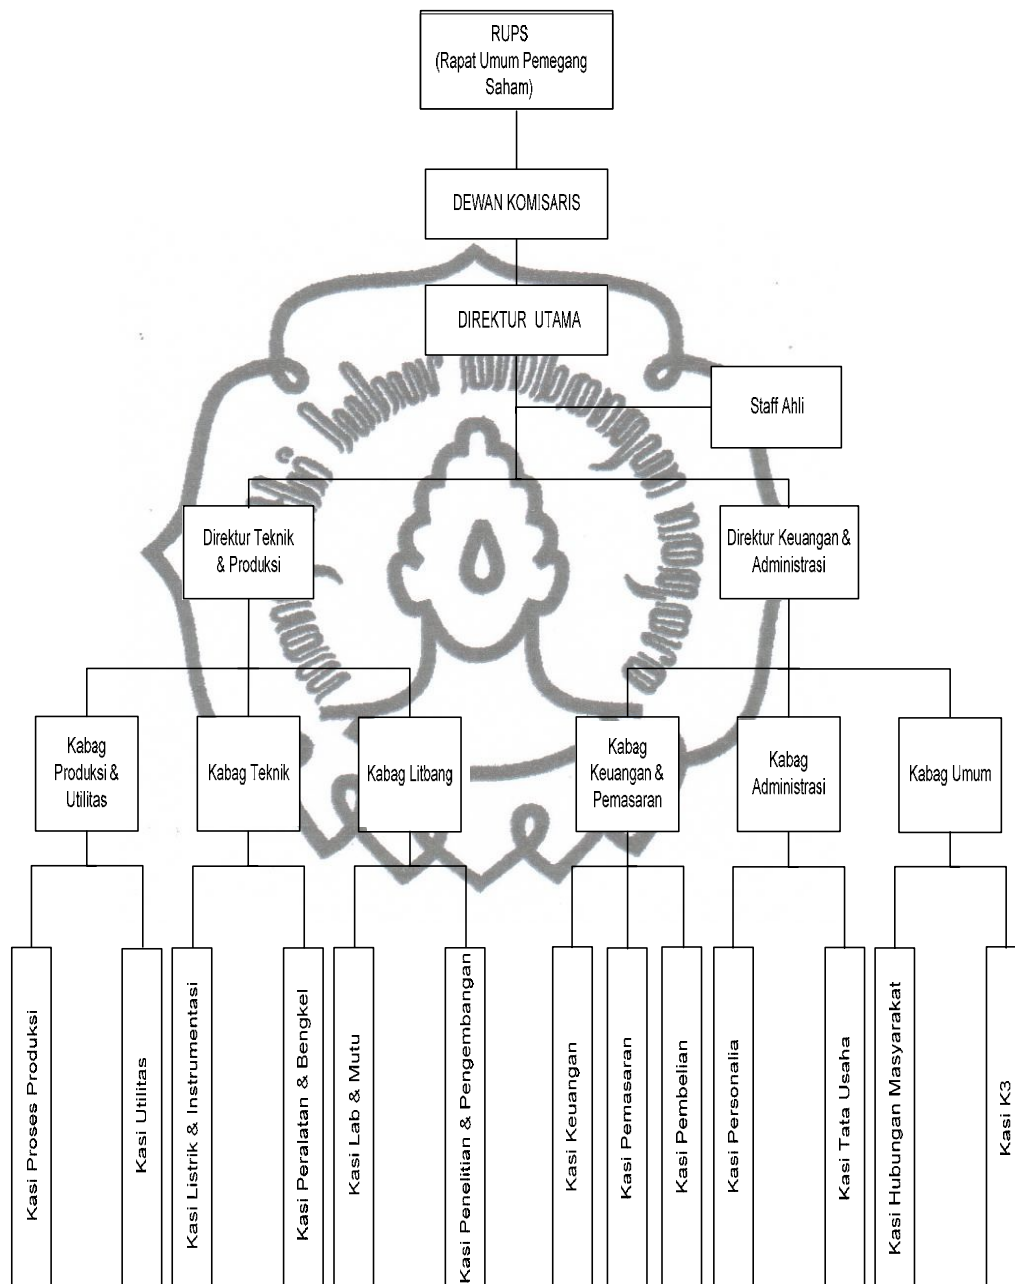 RUPS
(Rapat Umum Pemegang
Saham)
DEWAN KOMISARIS
DIREKTUR UTAMA
Staff Ahli
Direktur Teknik
& Produksi
Direktur Keuangan &
Administrasi
Kabag
Produksi &
Utilitas
Kabag Teknik
Kabag Litbang
Kabag
Keuangan &
Pemasaran
Kabag
Administrasi
Kabag Umum
Kasi Proses Produksi
Kasi Utilitas
Kasi Listrik & Instrumentasi
Kasi Peralatan & Bengkel
Kasi Lab & Mutu
Kasi Penelitian & Pengembangan
Kasi Keuangan
Kasi Pemasaran
Kasi Pembelian
Kasi Personalia
Kasi Tata Usaha
Kasi Hubungan Masyarakat
Kasi K3